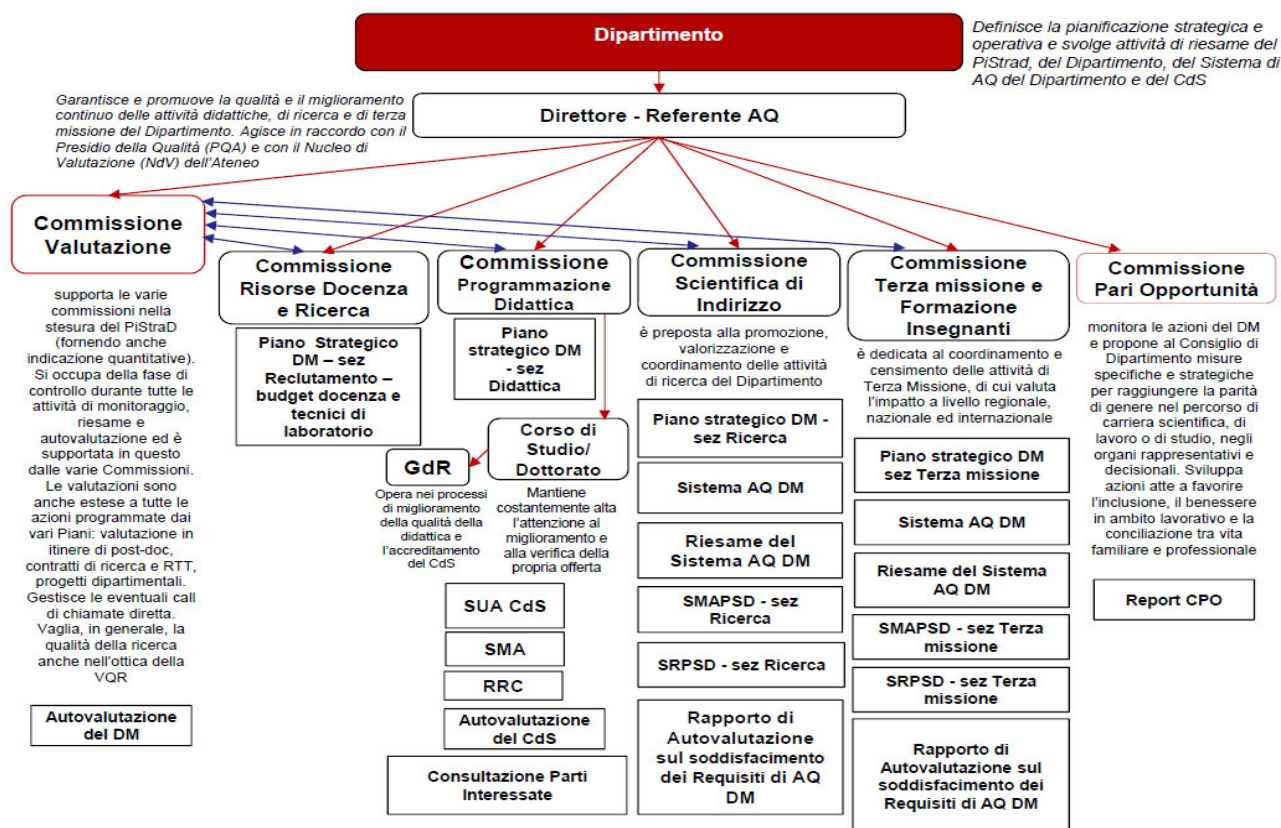 Dipartimento
Definisce la pianificazione strategica e
operativa e svolge attività di riesame del
PiStrad, del Dipartimento, del Sistema di
AQ del Dipartimento e del CdS
Garantisce e promuove la qualità e il miglioramento
continuo delle attività didattiche, di ricerca e di terza
missione del Dipartimento. Agisce in raccordo con il
Presidio della Qualità (PQA) e con il Nucleo di
Valutazione (NdV) dell'Ateneo
Direttore - Referente AQ
Commissione
Valutazione
supporta le varie
commissioni nella
stesura del PiStraD
(fornendo anche
indicazione quantitative).
Si occupa della fase di
controllo durante tutte le
attività di monitoraggio,
riesame e
autovalutazione ed è
supportata in questo
dalle varie Commissioni.
Le valutazioni sono
anche estese a tutte le
azioni programmate dai
vari Piani: valutazione in
itinere di post-doc,
contratti di ricerca e RTT,
progetti dipartimentali.
Gestisce le eventuali call
di chiamate diretta.
Vaglia, in generale, la
qualità della ricerca
anche nell'ottica della
VQR
Autovalutazione
del DM
Commissione
Risorse Docenza
e Ricerca
Piano Strategico
DM – sez
Reclutamento –
budget docenza e
tecnici di
laboratorio
Commissione
Programmazione
Didattica
Piano
strategico DM
- sez
Didattica
Corso di
Studio/
Dottorato
Mantiene
costantemente alta
l'attenzione al
miglioramento e
alla verifica della
propria offerta
GdR
Opera nei processi
di miglioramento
della qualità della
didattica e
l'accreditamento
del CdS
SUA CdS
SMA
RRC
Autovalutazione
del CdS
Consultazione Parti
Interessate
Commissione
Scientifica di
Indirizzo
è preposta alla promozione,
valorizzazione e
coordinamento delle attività
di ricerca del Dipartimento
Piano strategico DM -
sez Ricerca
Sistema AQ DM
Riesame del
Sistema AQ DM
SMAPSD - sez
Ricerca
SRPSD - sez Ricerca
Rapporto di
Autovalutazione
sul soddisfacimento
dei Requisiti di AQ
DM
Commissione
Terza missione e
Formazione
Insegnanti
è dedicata al coordinamento e
censimento delle attività di
Terza Missione, di cui valuta
l'impatto a livello regionale,
nazionale ed internazionale
Piano strategico DM
sez Terza missione
Sistema AQ DM
Riesame del Sistema
AQ DM
SMAPSD - sez Terza
missione
SRPSD - sez Terza
missione
Rapporto di
Autovalutazione sul
soddisfacimento dei
Requisiti di AQ DM
Commissione
Pari Opportunità
monitora le azioni del DM
e propone al Consiglio di
Dipartimento misure
specifiche e strategiche
per raggiungere la parità
di genere nel percorso di
carriera scientifica, di
lavoro o di studio, negli
organi rappresentativi e
decisionali. Sviluppa
azioni atte a favorire
l'inclusione, il benessere
in ambito lavorativo e la
conciliazione tra vita
familiare e professionale
Report CPO